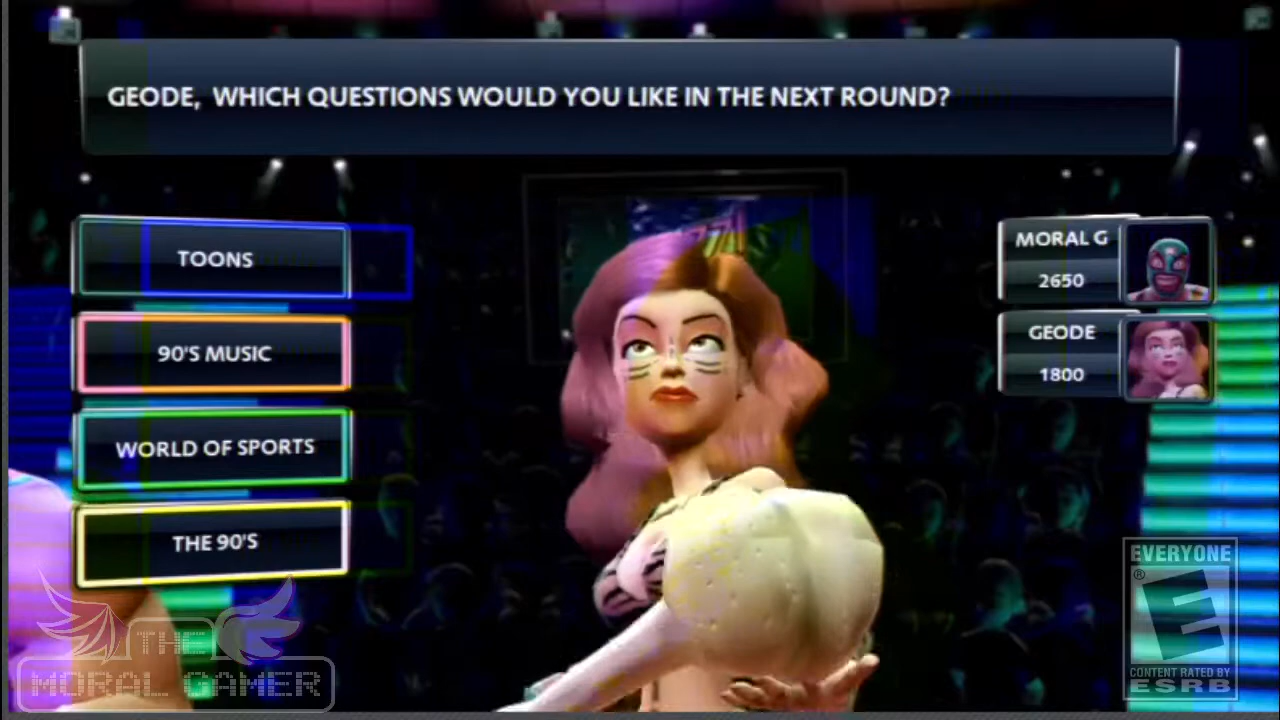 GEODE, WHICH QUESTIONS WOULD YOU LIKE IN THE NEXT ROUND?
TOONS
90'S MUSIC
WORLD OF SPORTS
THE 90'S
MORAL G
2650
GEODE
1800
THE
MORAL GAMER
EVERYONE
E
®
CONTENT RATED BY
ESRB